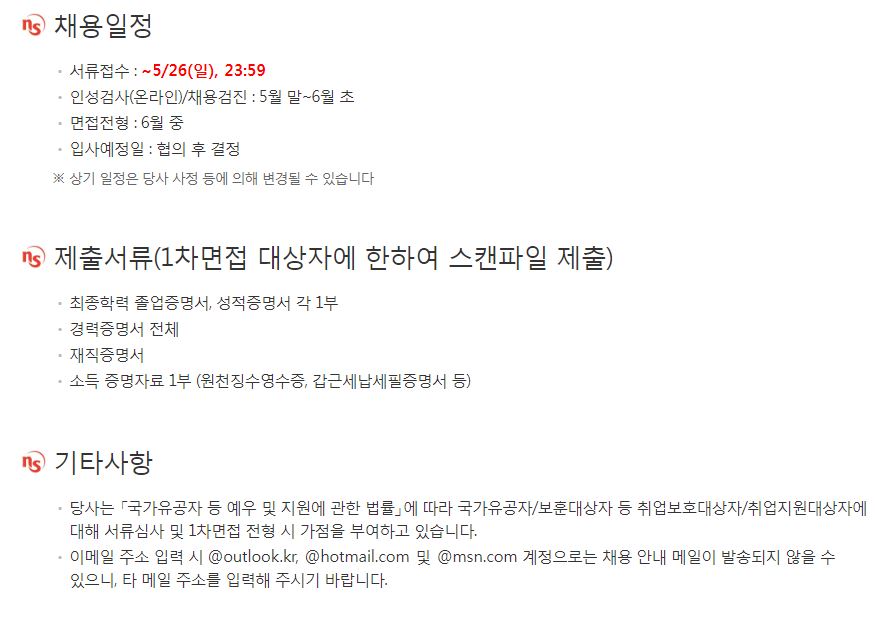 ns 채용일정
· 서류접수 : ~5/26(일), 23:59
· 인성검사(온라인)/채용검진 : 5월 말~6월 초
· 면접전형 : 6월 중
· 입사예정일 : 협의 후 결정
※ 상기 일정은 당사 사정 등에 의해 변경될 수 있습니다
ns 제출서류(1차면접 대상자에 한하여 스캔파일 제출)
· 최종학력 졸업증명서, 성적증명서 각 1부
· 경력증명서 전체
· 재직증명서
· 소득 증명자료 1부 (원천징수영수증, 갑근세납세필증명서 등)
ns 기타사항
· 당사는 「국가유공자 등 예우 및 지원에 관한 법률」에 따라 국가유공자/보훈대상자 등 취업보호대상자/취업지원대상자에
대해 서류심사 및 1차면접 전형 시 가점을 부여하고 있습니다.
· 이메일 주소 입력 시 @outlook.kr, @hotmail.com 및 @msn.com 계정으로는 채용 안내 메일이 발송되지 않을 수
있으니, 타 메일 주소를 입력해 주시기 바랍니다.